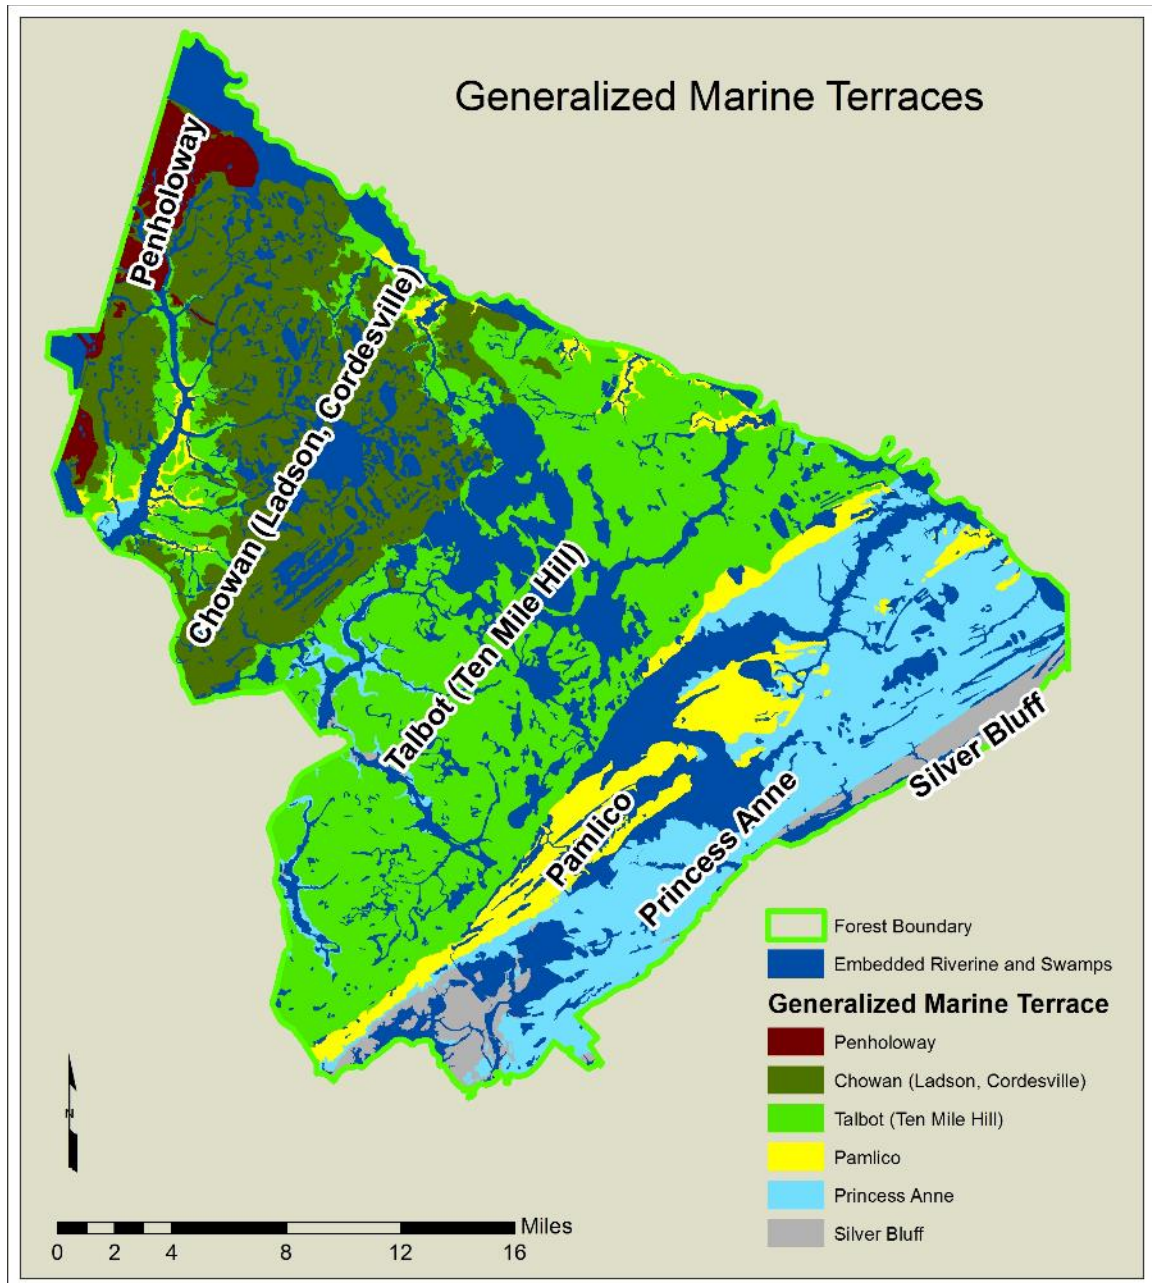 Generalized Marine Terraces
Penholoway
Chowan (Ladson, Cordesville)
Talbot (Ten Mile Hill)
Pamlico
Princess Anne
Silver Bluff
Forest Boundary
Embedded Riverine and Swamps
Generalized Marine Terrace
Penholoway
Chowan (Ladson, Cordesville)
Talbot (Ten Mile Hill)
Pamlico
Princess Anne
Silver Bluff
N
Miles
0 2 4 8 12 16